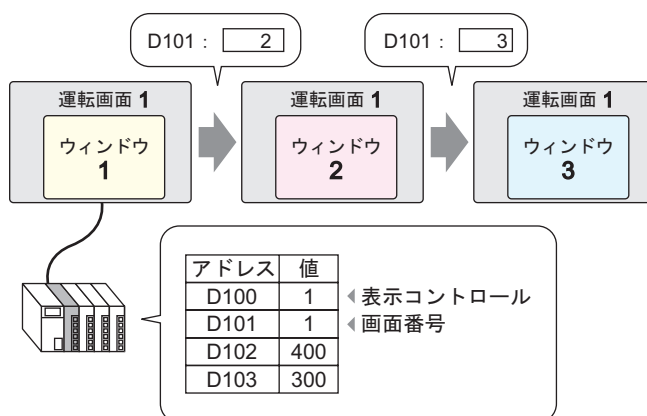 D101： 2
D101： 3
運転画面 1
ウィンドウ
1
運転画面 1
ウィンドウ
2
運転画面 1
ウィンドウ
3
アドレス 値
D100 1 表示コントロール
D101 1 画面番号
D102 400
D103 300